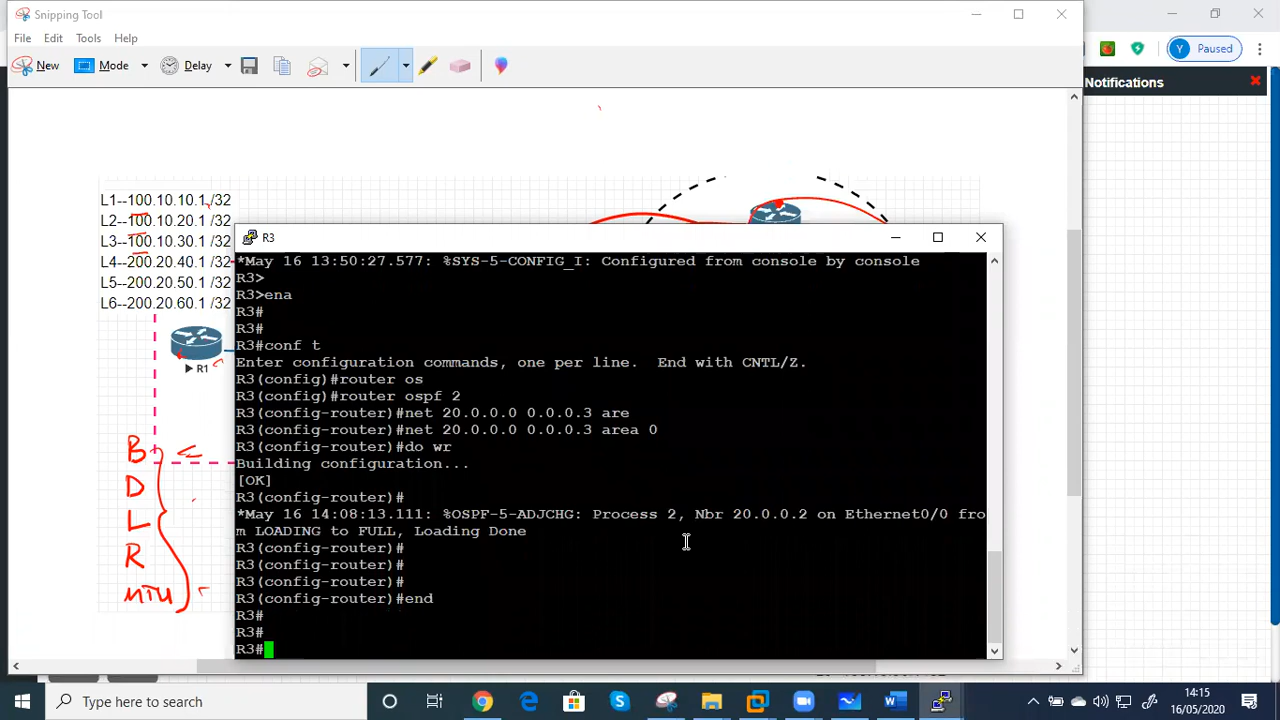 Snipping Tool
File Edit Tools Help
New Mode Delay
Y Paused
Notifications
L1--100.10.10.1 /32
L2--100.10.20.1 /32
L3--100.10.30.1 /32
L4--200.20.40.1 /32
L5--200.20.50.1 /32
L6--200.20.60.1 /32
R1
B
D
L
R
MTU
R3
*May 16 13:50:27.577: %SYS-5-CONFIG_I: Configured from console by console
R3>
R3>ena
R3#
R3#
R3#conf t
Enter configuration commands, one per line.  End with CNTL/Z.
R3(config)#router os
R3(config)#router ospf 2
R3(config-router)#net 20.0.0.0 0.0.0.3 are
R3(config-router)#net 20.0.0.0 0.0.0.3 area 0
R3(config-router)#do wr
Building configuration...
[OK]
R3(config-router)#
*May 16 14:08:13.111: %OSPF-5-ADJCHG: Process 2, Nbr 20.0.0.2 on Ethernet0/0 fro
m LOADING to FULL, Loading Done
R3(config-router)#
R3(config-router)#
R3(config-router)#
R3(config-router)#end
R3#
R3#
R3#
Type here to search
14:15
16/05/2020